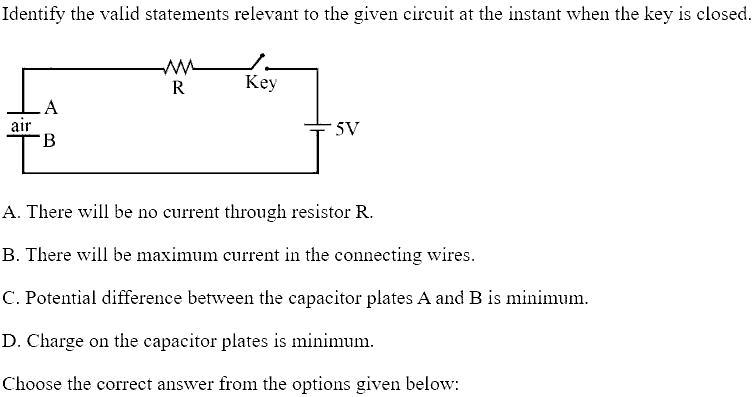 Identify the valid statements relevant to the given circuit at the instant when the key is closed.
R
Key
A
air
B
5V
A. There will be no current through resistor R.
B. There will be maximum current in the connecting wires.
C. Potential difference between the capacitor plates A and B is minimum.
D. Charge on the capacitor plates is minimum.
Choose the correct answer from the options given below: